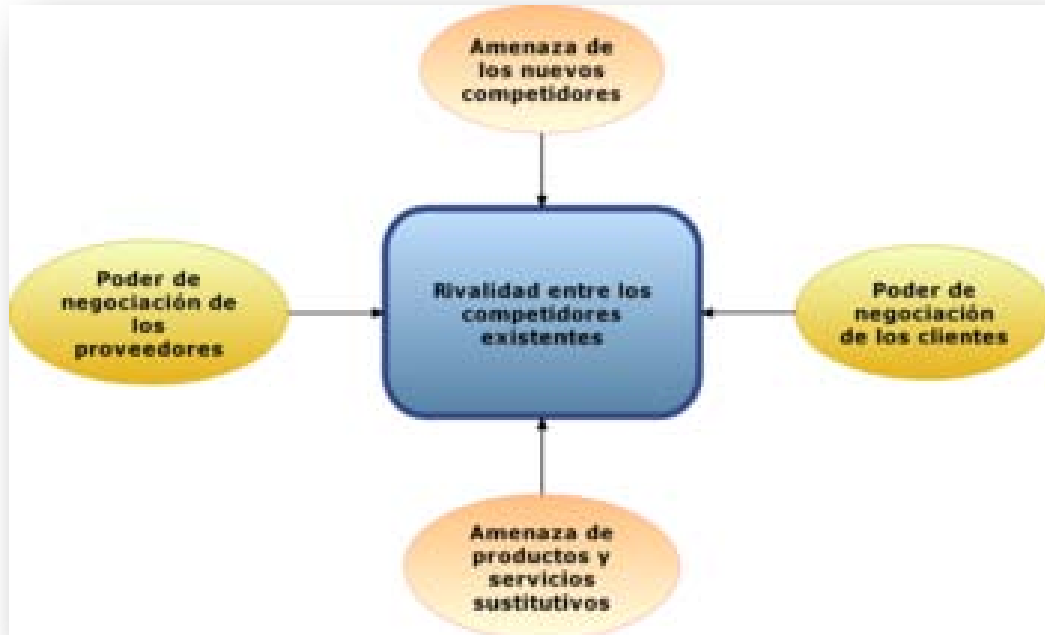 Amenaza de
los nuevos
competidores
Poder de
negociación de
los
proveedores
Rivalidad entre los
competidores
existentes
Poder de
negociación
de los clientes
Amenaza de
productos y
servicios
sustitutivos